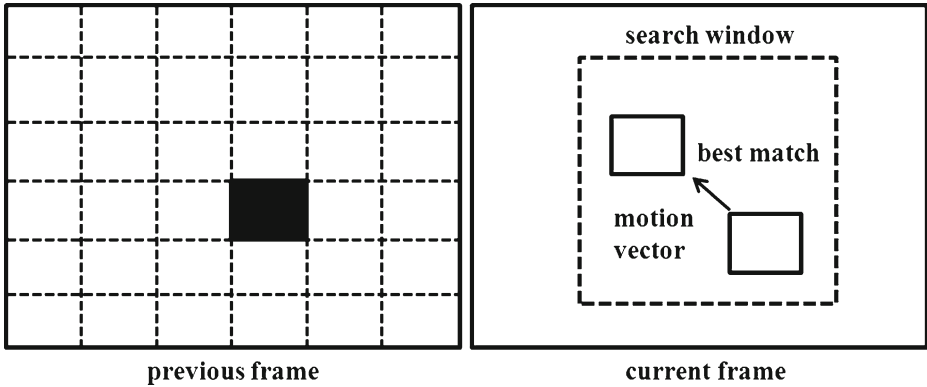 search window
best match
motion
vector
previous frame
current frame